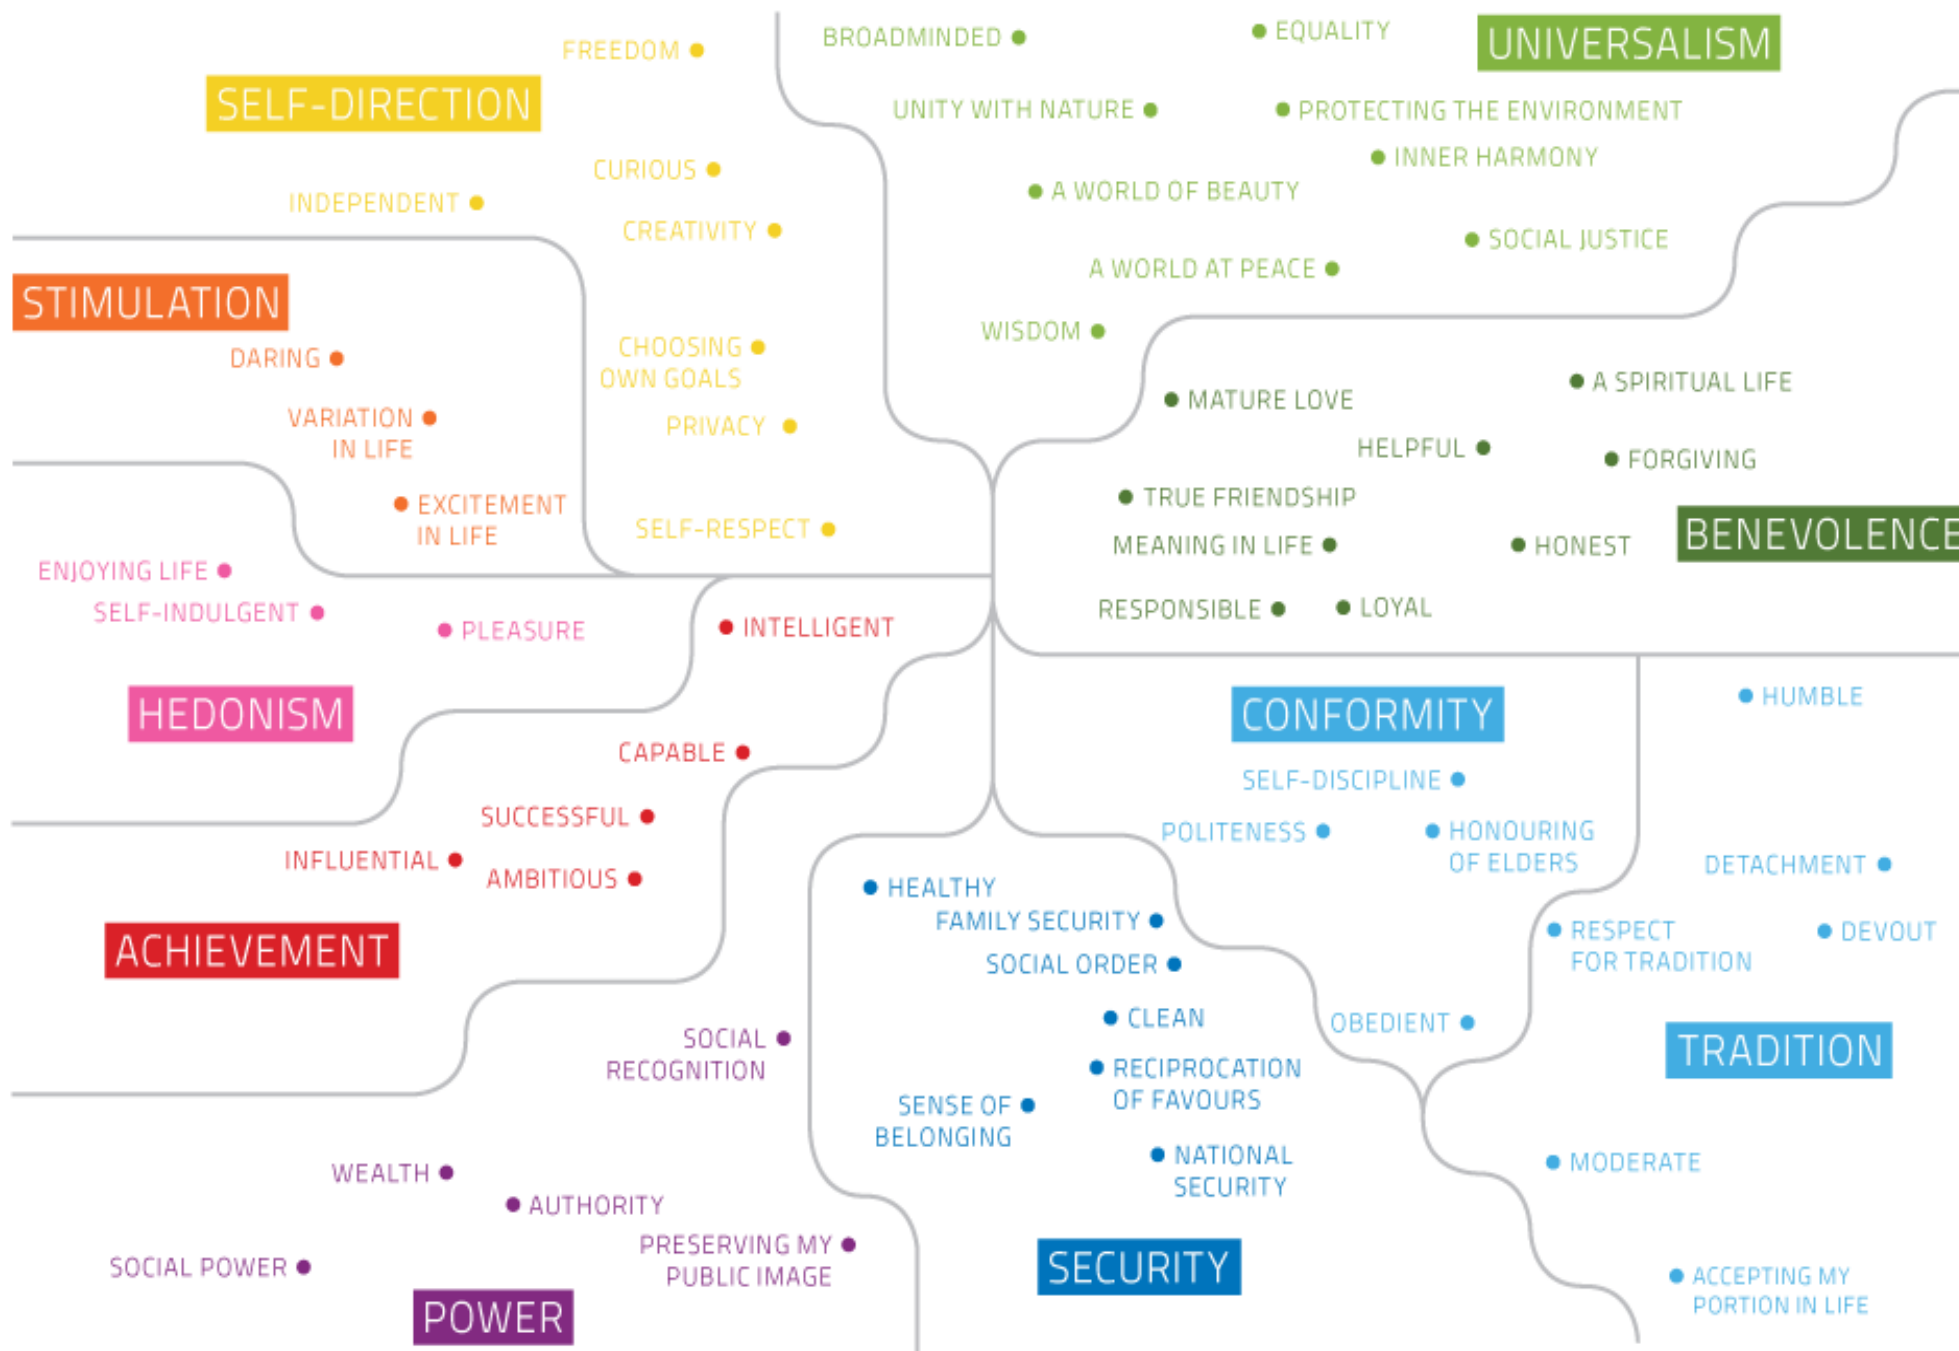 SELF-DIRECTION
FREEDOM
CURIOUS
INDEPENDENT
CREATIVITY
CHOOSING
OWN GOALS
PRIVACY
SELF-RESPECT
UNIVERSALISM
BROADMINDED
EQUALITY
UNITY WITH NATURE
PROTECTING THE ENVIRONMENT
INNER HARMONY
A WORLD OF BEAUTY
SOCIAL JUSTICE
A WORLD AT PEACE
WISDOM
STIMULATION
DARING
VARIATION
IN LIFE
EXCITEMENT
IN LIFE
BENEVOLENCE
A SPIRITUAL LIFE
MATURE LOVE
HELPFUL
FORGIVING
TRUE FRIENDSHIP
MEANING IN LIFE
HONEST
RESPONSIBLE
LOYAL
ENJOYING LIFE
SELF-INDULGENT
PLEASURE
HEDONISM
INTELLIGENT
CAPABLE
SUCCESSFUL
INFLUENTIAL
AMBITIOUS
ACHIEVEMENT
CONFORMITY
SELF-DISCIPLINE
POLITENESS
HONOURING
OF ELDERS
OBEDIENT
HUMBLE
DETACHMENT
RESPECT
FOR TRADITION
DEVOUT
TRADITION
MODERATE
ACCEPTING MY
PORTION IN LIFE
HEALTHY
FAMILY SECURITY
SOCIAL ORDER
CLEAN
RECIPROCATION
OF FAVOURS
SENSE OF
BELONGING
NATIONAL
SECURITY
SECURITY
SOCIAL
RECOGNITION
WEALTH
AUTHORITY
PRESERVING MY
PUBLIC IMAGE
SOCIAL POWER
POWER